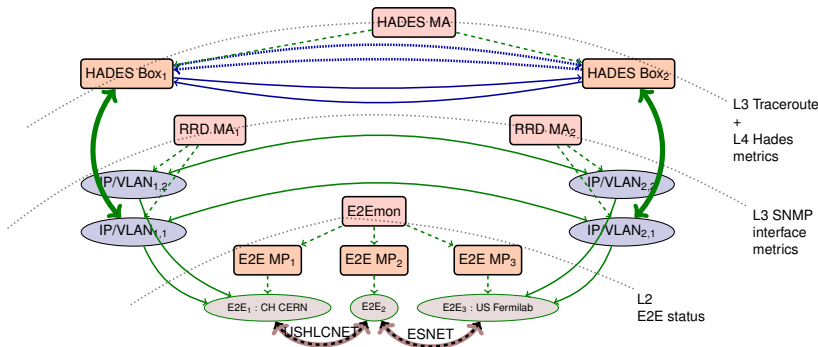 HADES MA
HADES Box1
HADES Box2
L3 Traceroute
+
L4 Hades
metrics
RRD MA1
RRD MA2
IP/VLAN1,2
IP/VLAN2,2
E2Emon
L3 SNMP
interface
metrics
IP/VLAN1,1
IP/VLAN2,1
E2E MP1
E2E MP2
E2E MP3
L2
E2E status
E2E1 : CH CERN
E2E2
E2E3 : US Fermilab
USHLCNET
ESNET